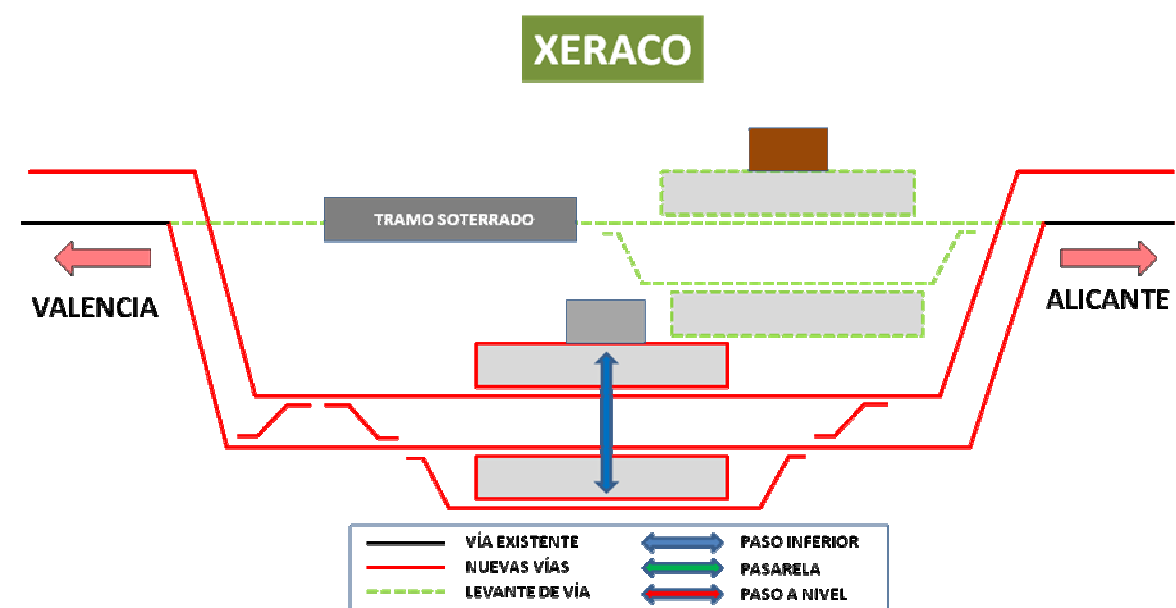 XERACO
TRAMO SOTERRADO
VALENCIA
ALICANTE
VÍA EXISTENTE
NUEVAS VÍAS
LEVANTE DE VÍA
PASO INFERIOR
PASARELA
PASO A NIVEL